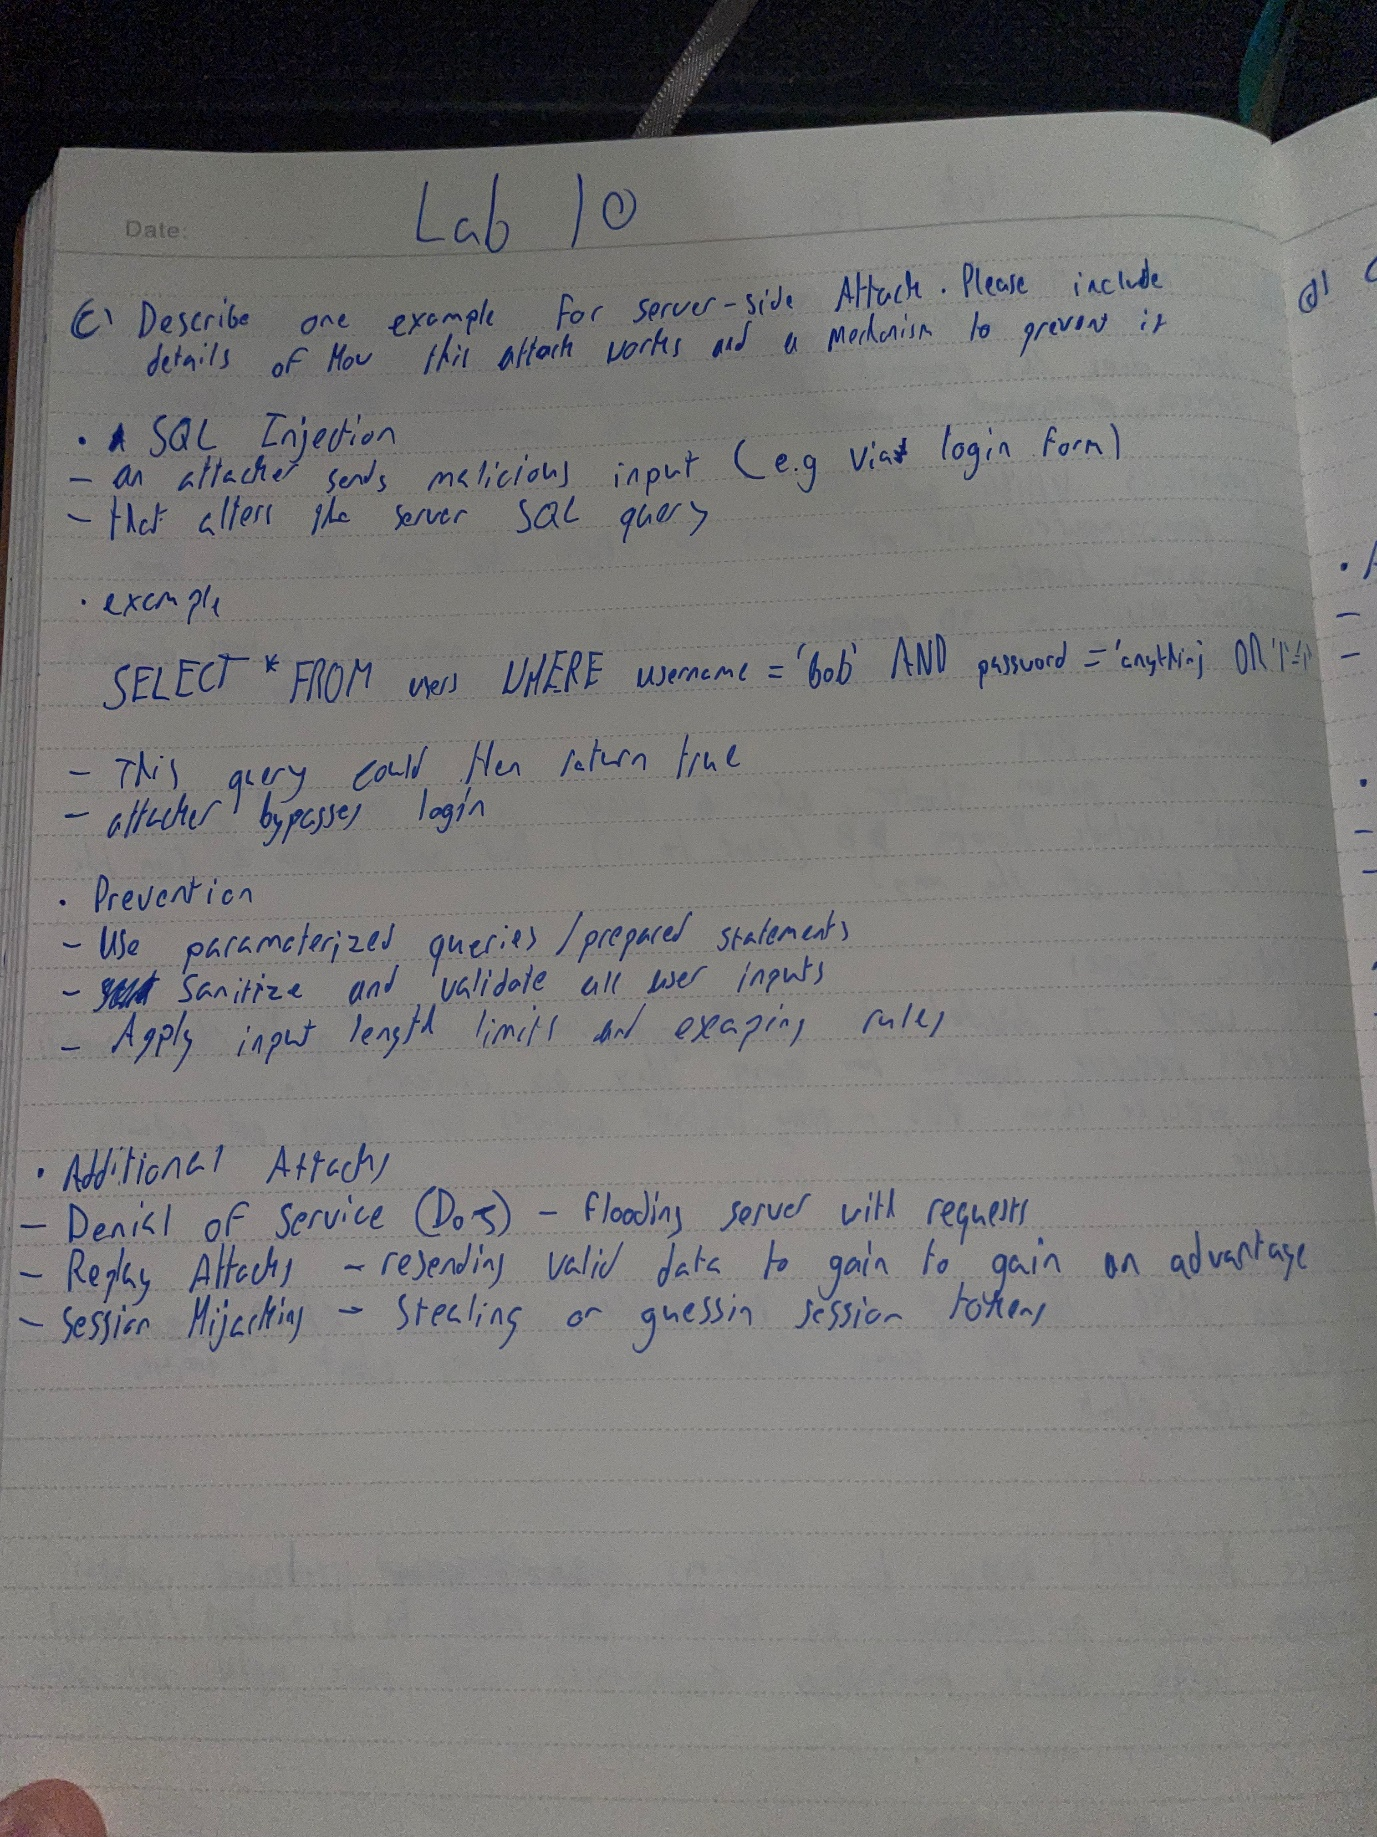 Date:
Lab 10
C) Describe one example for server-side Attack. Please include
details of How this attack works and a Mechanism to prevent it
• SQL Injection
- an attacker sends malicious input (e.g via login form)
- that alters the server SQL query
• example
SELECT * FROM users WHERE username = 'bob' AND password = 'anything OR '1'=1
- This query could then return true
- attacker bypasses login
• Prevention
- Use paramaterized queries / prepared statements
- Sanitize and validate all user inputs
- Apply input length limits and excaping rules
• Additional Attacks
- Denial of Service (DoS) - flooding server with requests
- Replay Attacks - resending valid data to gain to gain an advantage
- Session Hijacking - Stealing or guessin session tokens
d)